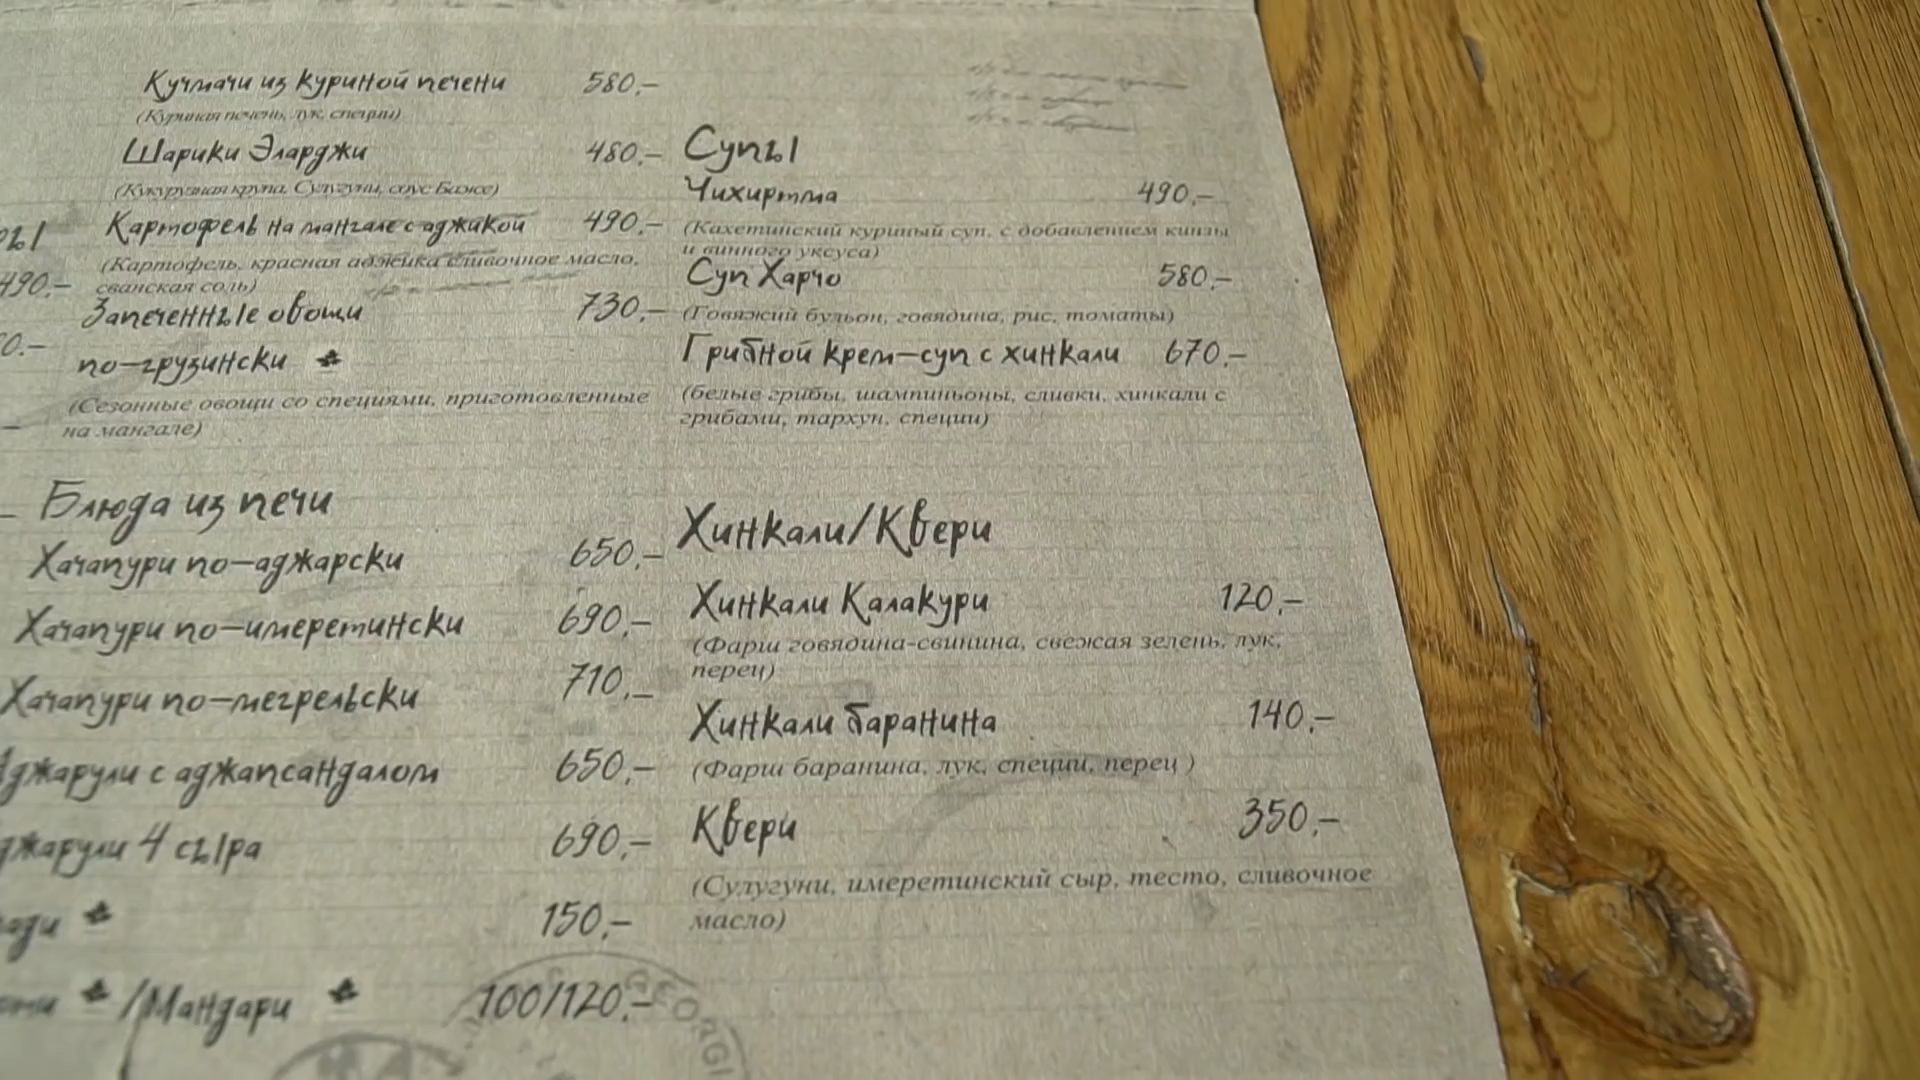 Кучмачи из куриной печени 580.-
(Куриная печень, лук, специи)
Шарики Эларджи 480.-
(Кукурузная крупа, Сулугуни, соус Баже)
Картофель на мангале с аджикой 490.-
(Картофель, красная аджика сливочное масло,
сванская соль)
Запеченные овощи 730.-
по-грузински
(Сезонные овощи со специями, приготовленные
на мангале)
490.-
Блюда из печи
Хачапури по-аджарски 650.-
Хачапури по-имеретински 690.-
Хачапури по-мегрельски 710.-
Аджарули с аджапсандалом 650.-
джарули 4 сыра 690.-
150.-
/Мандари 100/120.-
GEORGI
Супы
Чихиртма 490.-
(Кахетинский куриный суп, с добавлением кинзы
и винного уксуса)
Суп Харчо 580.-
(Говяжий бульон, говядина, рис, томаты)
Грибной крем-суп с хинкали 670.-
(белые грибы, шампиньоны, сливки, хинкали с
грибами, тархун, специи)
Хинкали/Квери
Хинкали Калакури 120.-
(Фарш говядина-свинина, свежая зелень, лук,
перец)
Хинкали баранина 140.-
(Фарш баранина, лук, специи, перец )
Квери 350.-
(Сулугуни, имеретинский сыр, тесто, сливочное
масло)